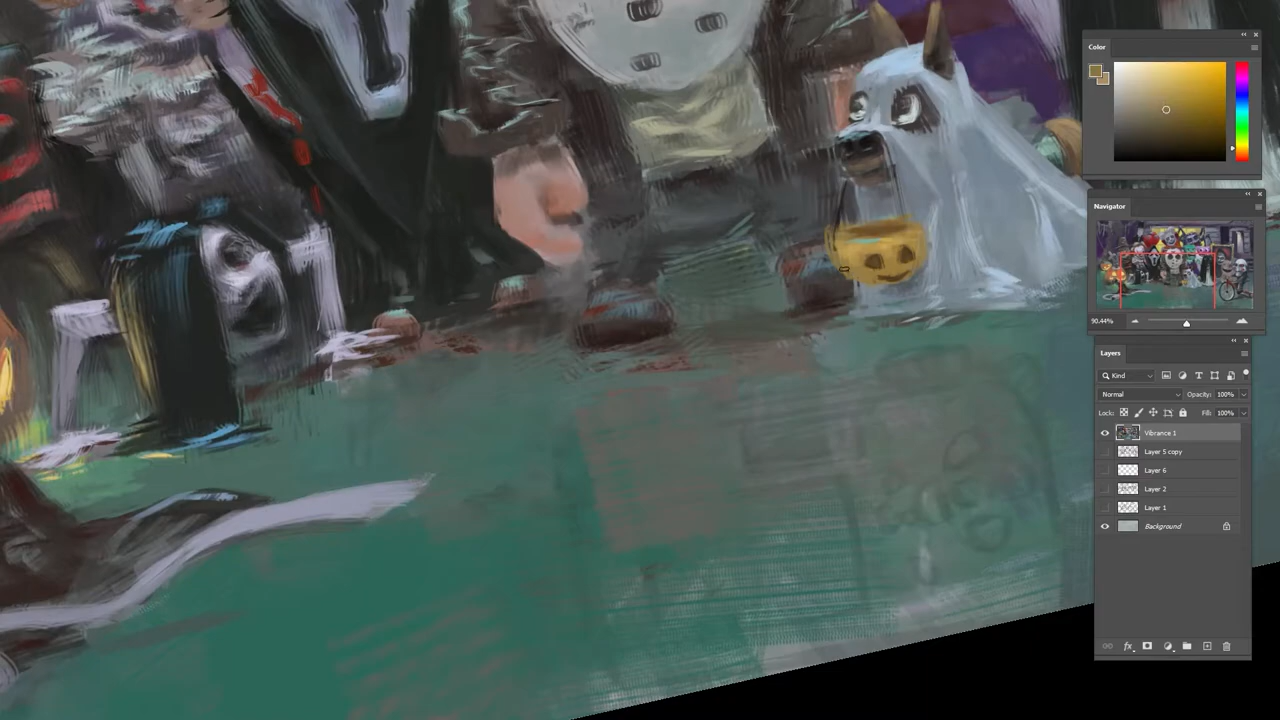 Color
Navigator
90.44%
Layers
Kind
Normal
Opacity: 100%
Lock:
Fill: 100%
Vibrance 1
Layer 5 copy
Layer 6
Layer 2
Layer 1
Background
fx